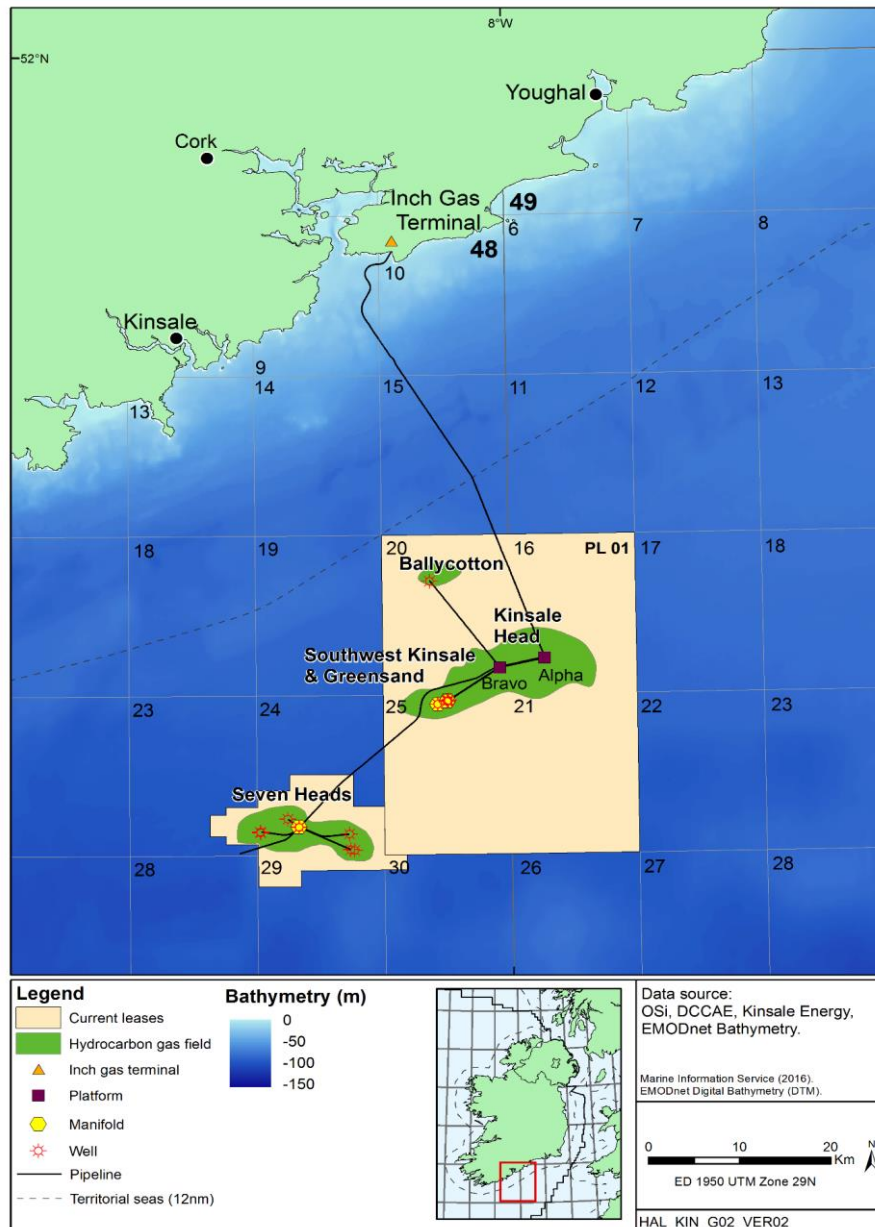 8°W
52°N
Youghal
Cork
Inch Gas
Terminal
49
6
7
8
48
10
Kinsale
9
14
15
11
12
13
13
18
19
20
16
PL 01
17
18
Ballycotton
Kinsale
Head
Southwest Kinsale
& Greensand
Bravo
Alpha
23
24
25
21
22
23
Seven Heads
28
29
30
26
27
28
Legend
Current leases
Hydrocarbon gas field
Inch gas terminal
Platform
Manifold
Well
Pipeline
Territorial seas (12nm)
Bathymetry (m)
0
-50
-100
-150
Data source:
OSi, DCCAE, Kinsale Energy,
EMODnet Bathymetry.
Marine Information Service (2016).
EMODnet Digital Bathymetry (DTM).
0 10 20
Km
N
ED 1950 UTM Zone 29N
HAL_KIN_G02_VER02